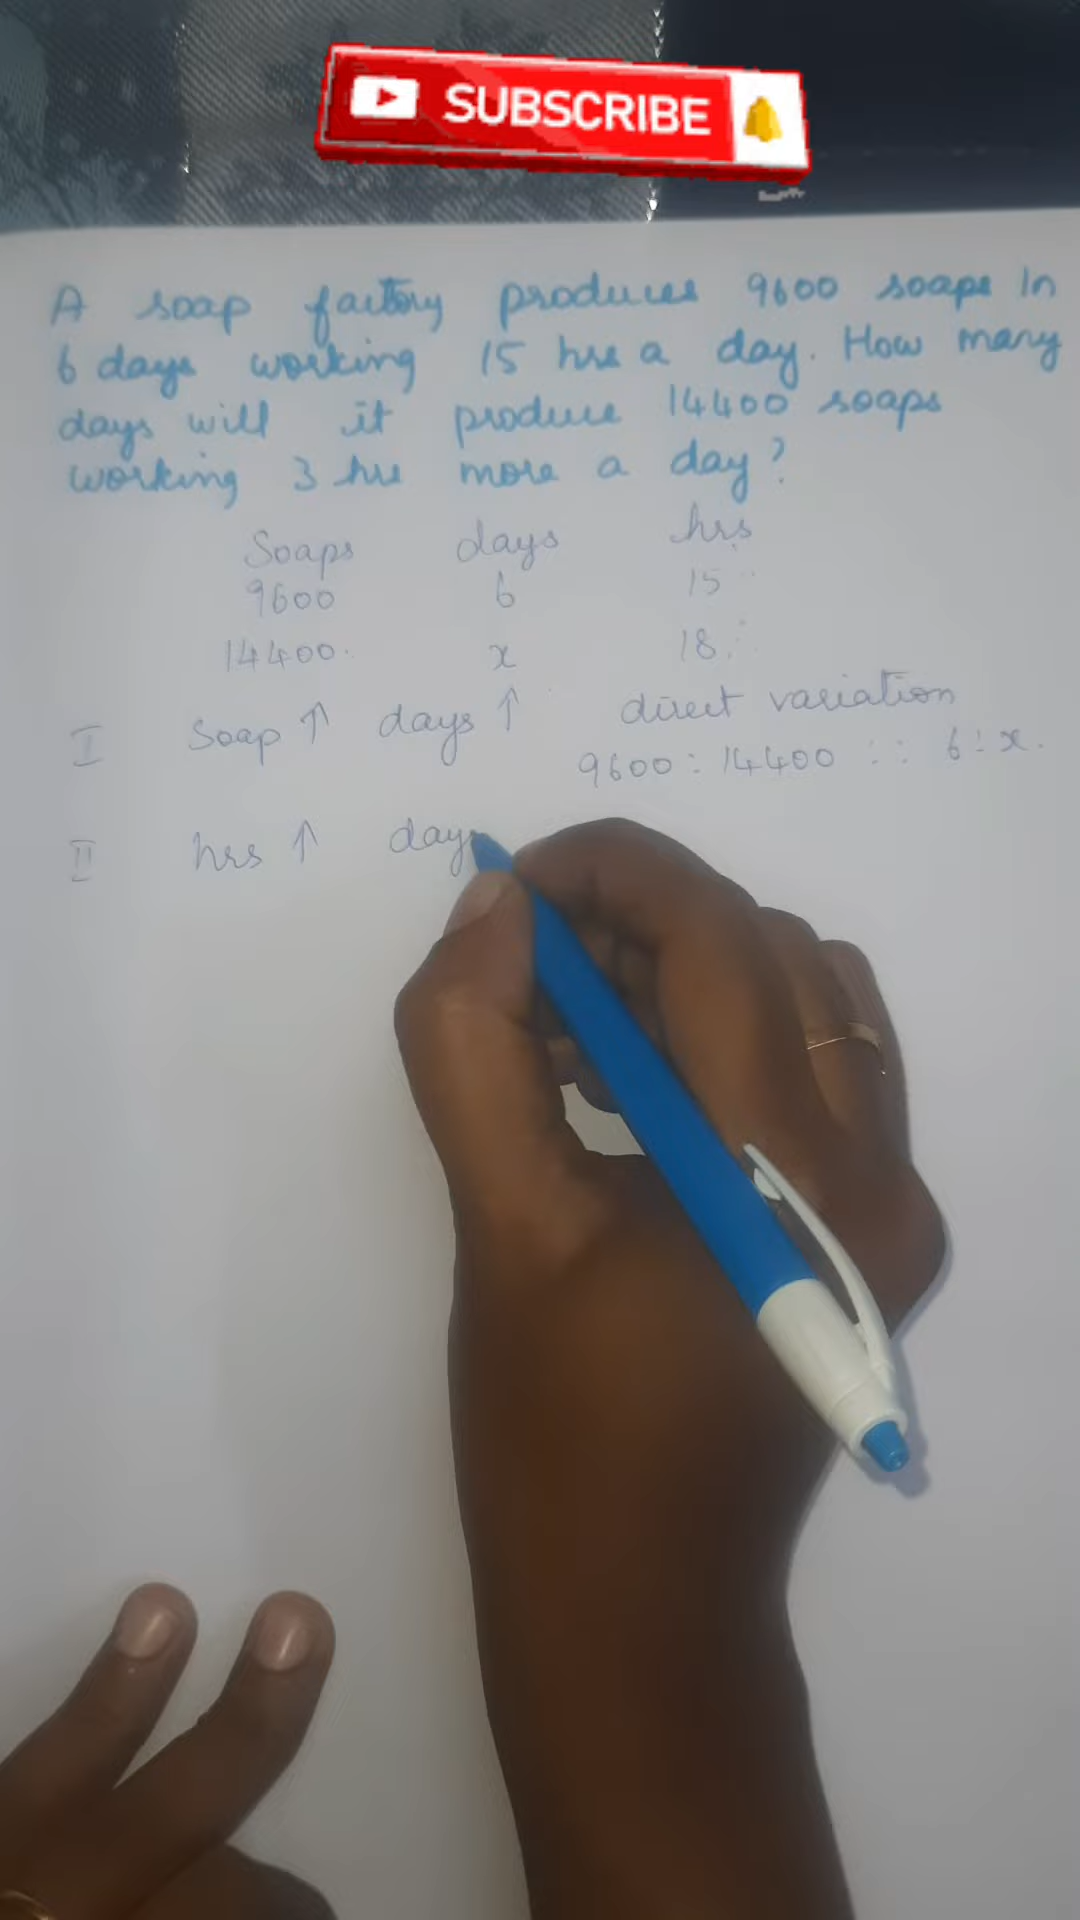 SUBSCRIBE
A soap factory produces 9600 soaps in
6 days working 15 hrs a day. How many
days will it produce 14400 soaps
working 3 hrs more a day?
Soaps days hrs
9600 6 15
14400 x 18
I Soap ↑ days ↑ direct variation
9600 : 14400 :: 6 : x.
II hrs ↑ days